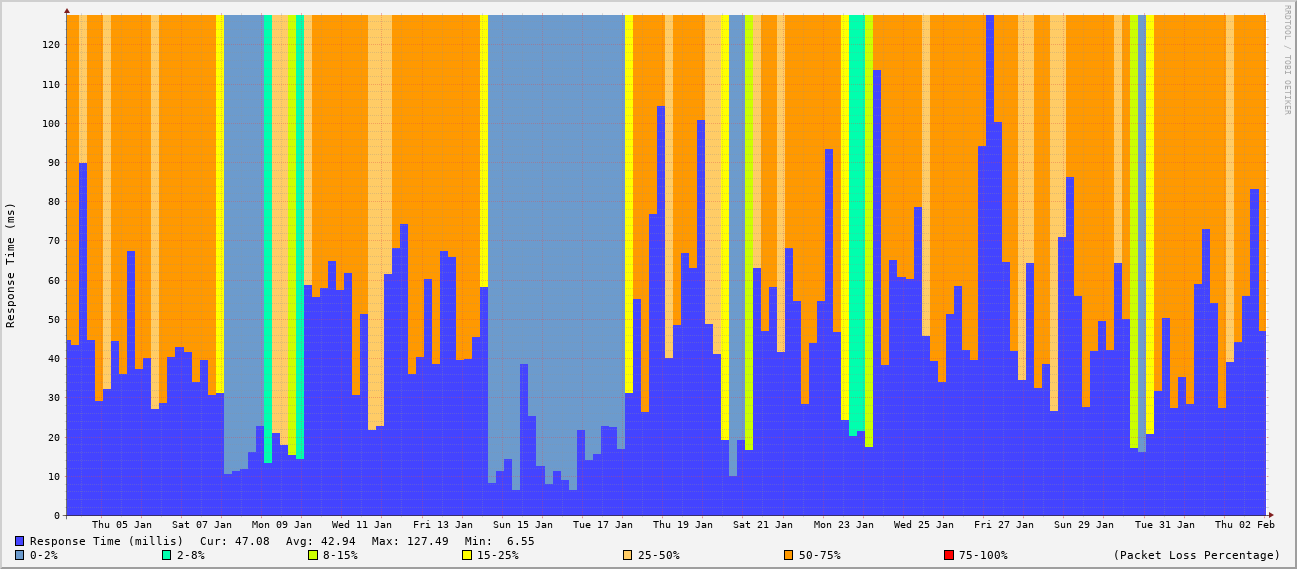 RRDTOOL / TOBI OETIKER
Response Time (ms)
120
110
100
90
80
70
60
50
40
30
20
10
0
Thu 05 Jan Sat 07 Jan Mon 09 Jan Wed 11 Jan Fri 13 Jan Sun 15 Jan Tue 17 Jan Thu 19 Jan Sat 21 Jan Mon 23 Jan Wed 25 Jan Fri 27 Jan Sun 29 Jan Tue 31 Jan Thu 02 Feb
Response Time (millis) Cur: 47.08 Avg: 42.94 Max: 127.49 Min: 6.55
0-2% 2-8% 8-15% 15-25% 25-50% 50-75% 75-100% (Packet Loss Percentage)